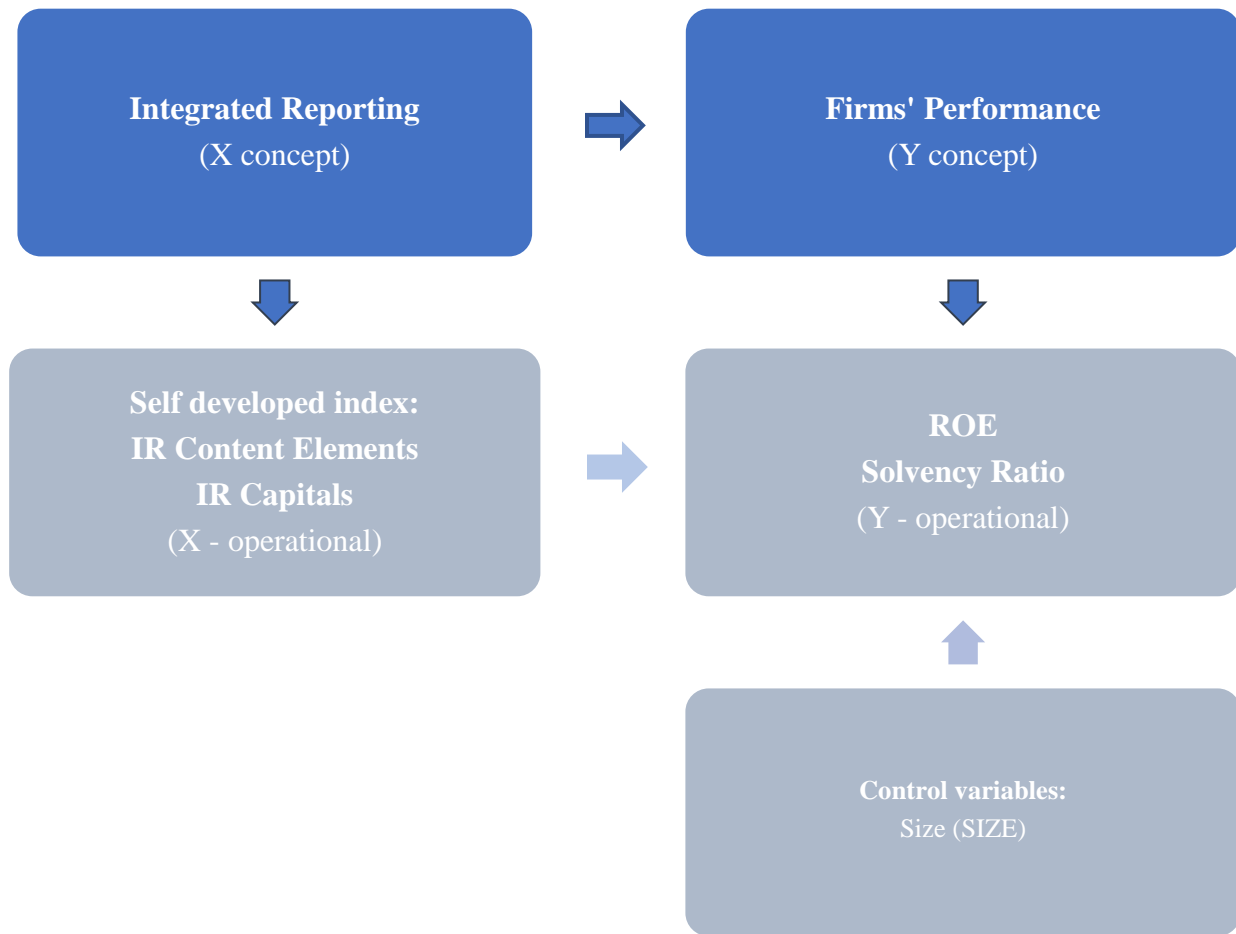 Integrated Reporting
(X concept)
Firms' Performance
(Y concept)
Self developed index:
IR Content Elements
IR Capitals
(X - operational)
ROE
Solvency Ratio
(Y - operational)
Control variables:
Size (SIZE)